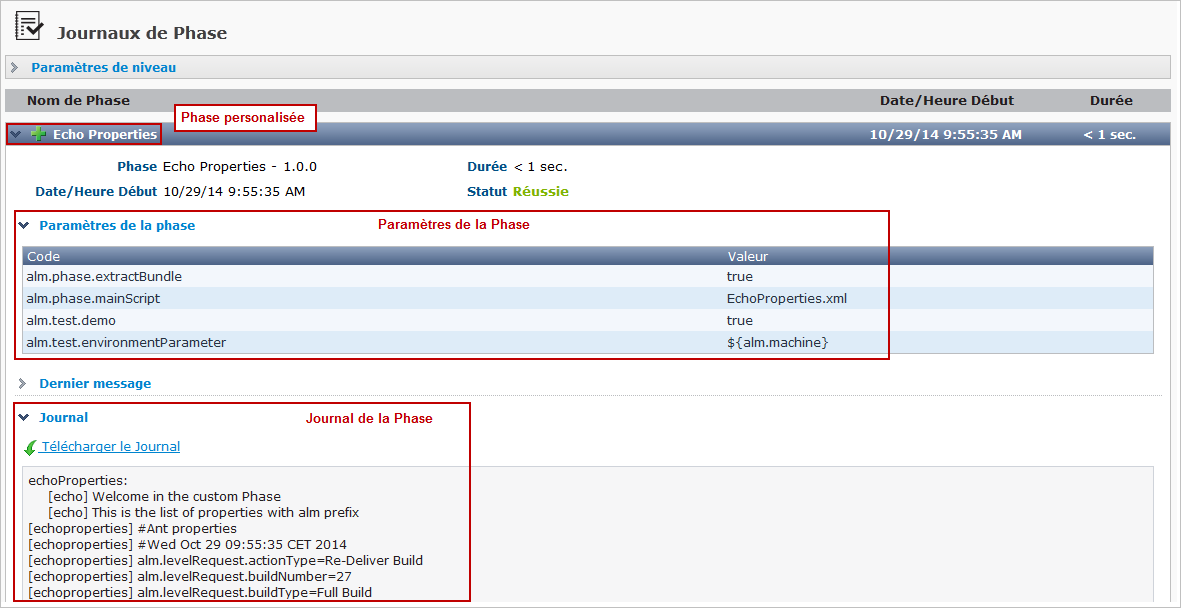 Journaux de Phase
Paramètres de niveau
Nom de Phase Date/Heure Début Durée
Phase personalisée
Echo Properties 10/29/14 9:55:35 AM < 1 sec.
Phase Echo Properties - 1.0.0 Durée < 1 sec.
Date/Heure Début 10/29/14 9:55:35 AM Statut Réussie
Paramètres de la phase Paramètres de la Phase
Code Valeur
alm.phase.extractBundle true
alm.phase.mainScript EchoProperties.xml
alm.test.demo true
alm.test.environmentParameter ${alm.machine}
Dernier message
Journal Journal de la Phase
Télécharger le Journal
echoProperties:
[echo] Welcome in the custom Phase
[echo] This is the list of properties with alm prefix
[echoproperties] #Ant properties
[echoproperties] #Wed Oct 29 09:55:35 CET 2014
[echoproperties] alm.levelRequest.actionType=Re-Deliver Build
[echoproperties] alm.levelRequest.buildNumber=27
[echoproperties] alm.levelRequest.buildType=Full Build